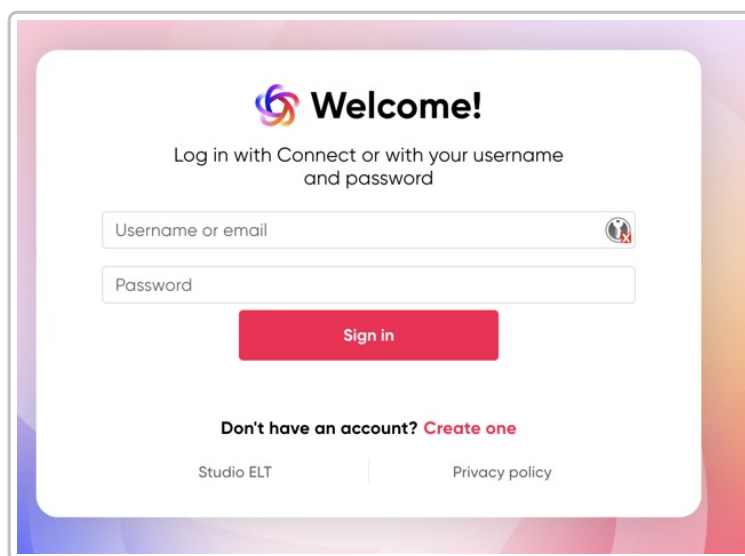 Welcome!
Log in with Connect or with your username
and password
Username or email
Password
Sign in
Don't have an account? Create one
Studio ELT
Privacy policy